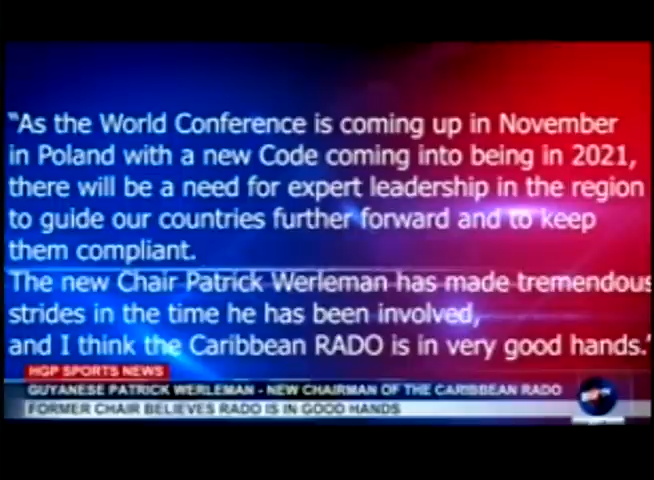 "As the World Conference is coming up in November
in Poland with a new Code coming into being in 2021,
there will be a need for expert leadership in the region
to guide our countries further forward and to keep
them compliant.
The new Chair Patrick Werleman has made tremendous
strides in the time he has been involved,
and I think the Caribbean RADO is in very good hands."
HGP SPORTS NEWS
GUYANESE PATRICK WERLEMAN - NEW CHAIRMAN OF THE CARIBBEAN RADO
FORMER CHAIR BELIEVES RADO IS IN GOOD HANDS